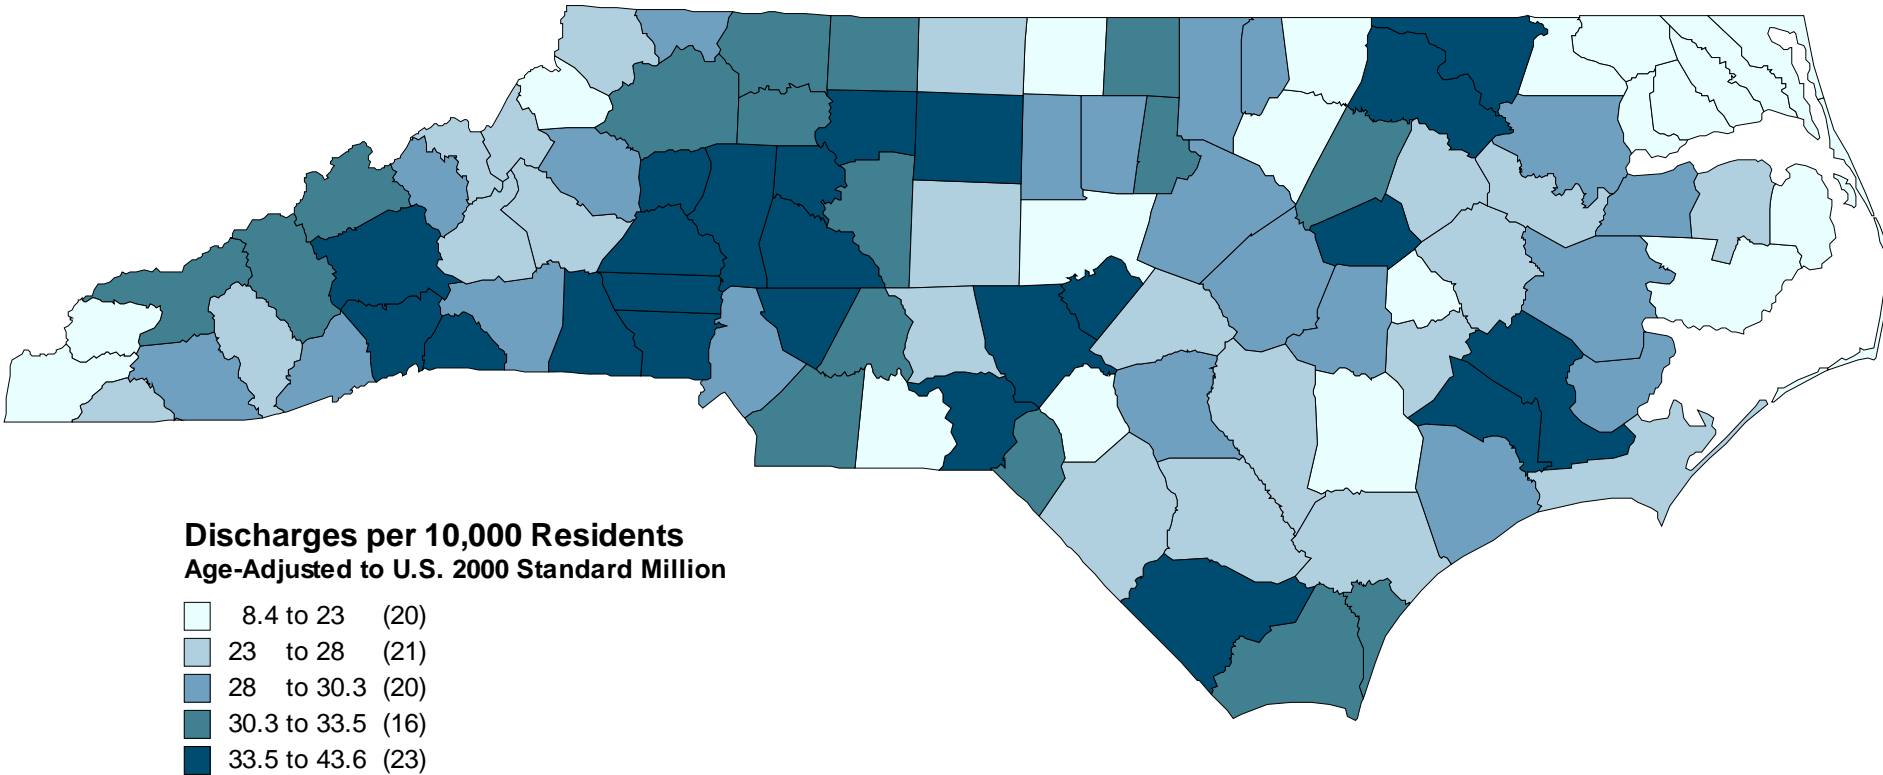 Discharges per 10,000 Residents
Age-Adjusted to U.S. 2000 Standard Million
8.4 to 23 (20)
23 to 28 (21)
28 to 30.3 (20)
30.3 to 33.5 (16)
33.5 to 43.6 (23)